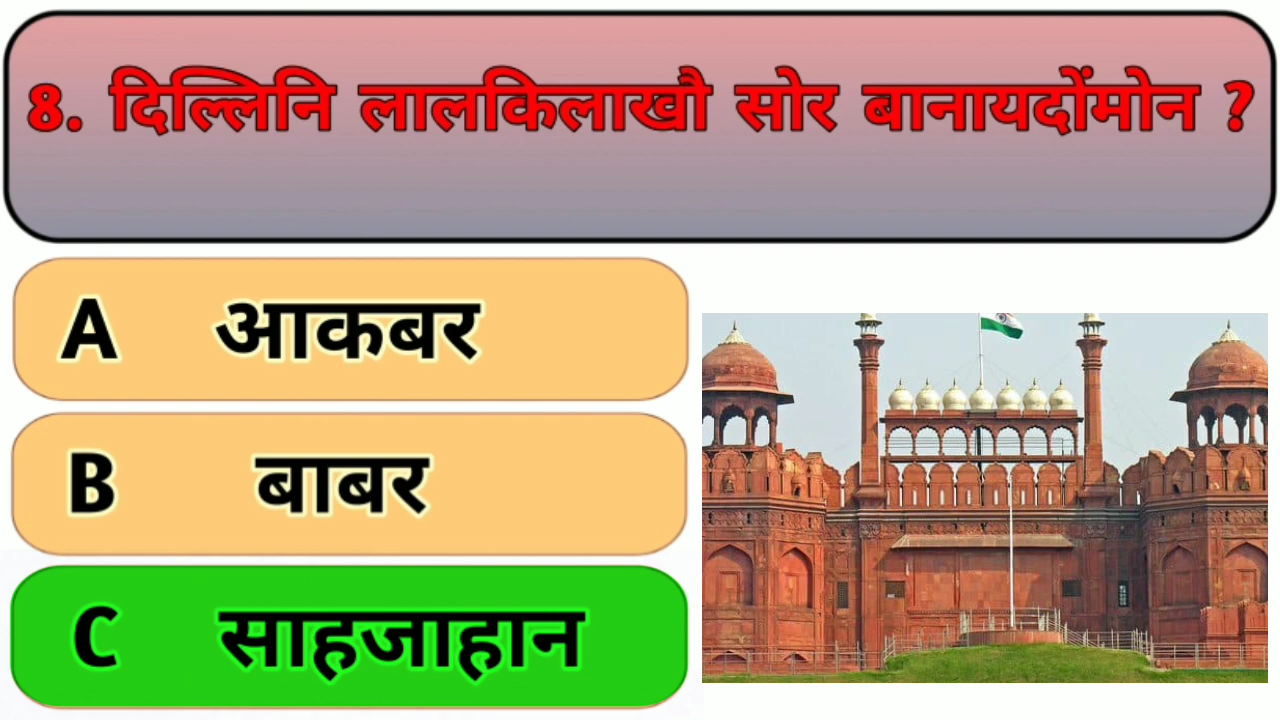 8. दिल्लिनि लालकिलाखौ सोर बानायदोंमोन ?
A आकबर
B बाबर
C साहजाहान